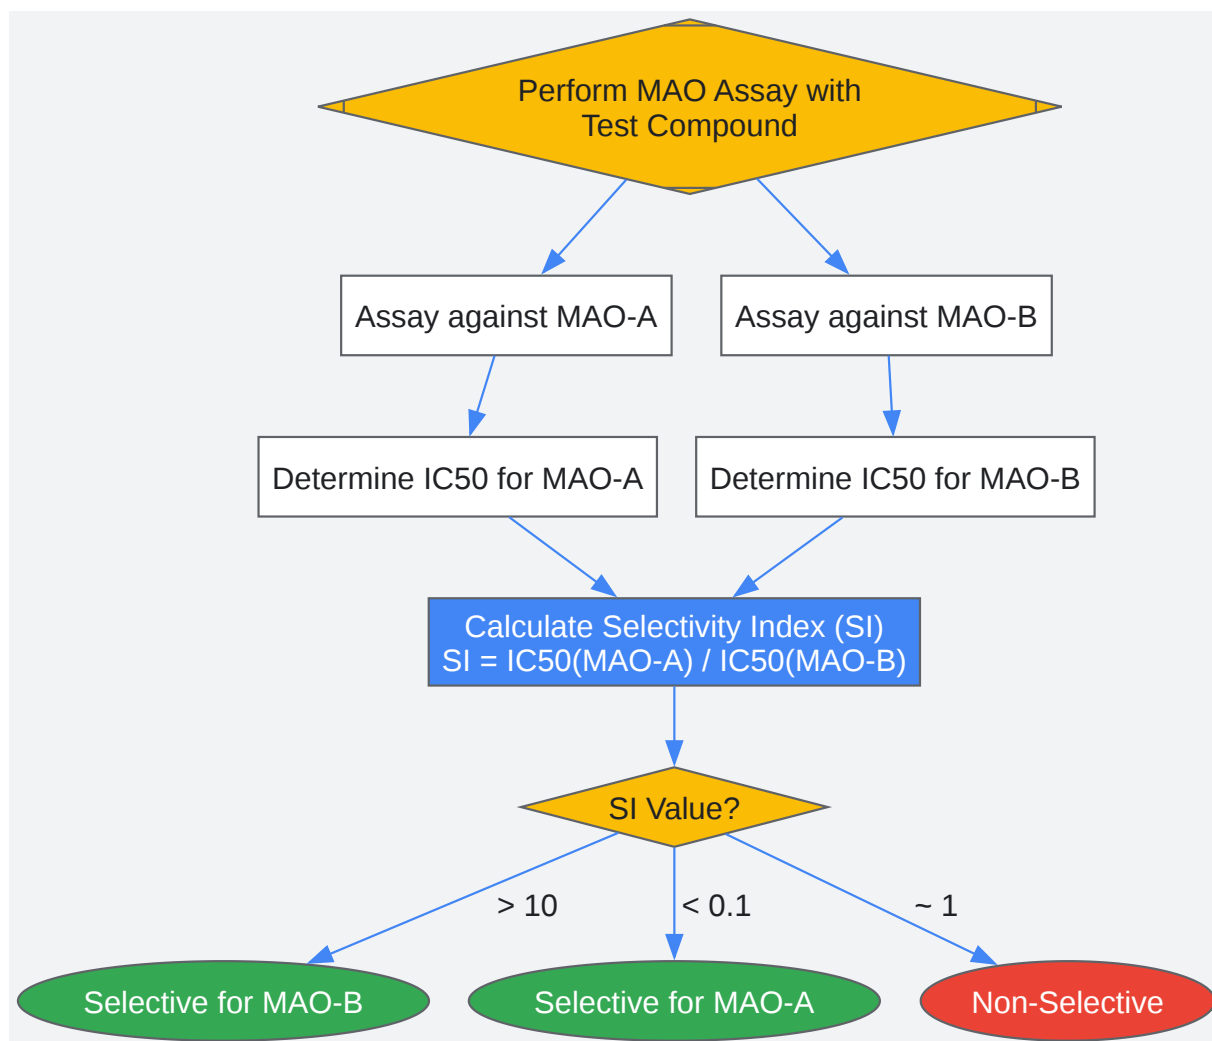 Perform MAO Assay with
Test Compound
Assay against MAO-A
Assay against MAO-B
Determine IC50 for MAO-A
Determine IC50 for MAO-B
Calculate Selectivity Index (SI)
SI = IC50(MAO-A) / IC50(MAO-B)
SI Value?
> 10
< 0.1
~ 1
Selective for MAO-B
Selective for MAO-A
Non-Selective